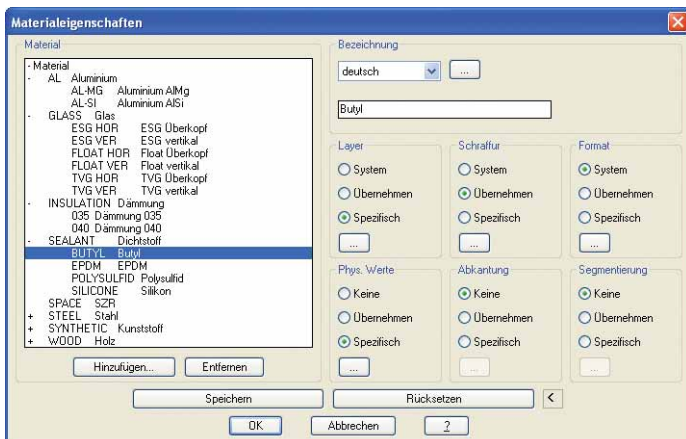 Materialeigenschaften
Material
- Material
- AL Aluminium
AL-MG Aluminium AlMg
AL-SI Aluminium AlSi
- GLASS Glas
ESG HOR ESG Überkopf
ESG VER ESG vertikal
FLOAT HOR Float Überkopf
FLOAT VER Float vertikal
TVG HOR TVG Überkopf
TVG VER TVG vertikal
- INSULATION Dämmung
035 Dämmung 035
040 Dämmung 040
- SEALANT Dichtstoff
BUTYL Butyl
EPDM EPDM
POLYSULFID Polysulfid
SILICONE Silikon
SPACE SZR
+ STEEL Stahl
+ SYNTHETIC Kunststoff
+ WOOD Holz
Hinzufügen... Entfernen
Bezeichnung
deutsch ...
Butyl
Layer
System
Übernehmen
Spezifisch
...
Schraffur
System
Übernehmen
Spezifisch
...
Format
System
Übernehmen
Spezifisch
...
Phys. Werte
Keine
Übernehmen
Spezifisch
...
Abkantung
Keine
Übernehmen
Spezifisch
...
Segmentierung
Keine
Übernehmen
Spezifisch
...
Speichern Rücksetzen <
OK Abbrechen ?